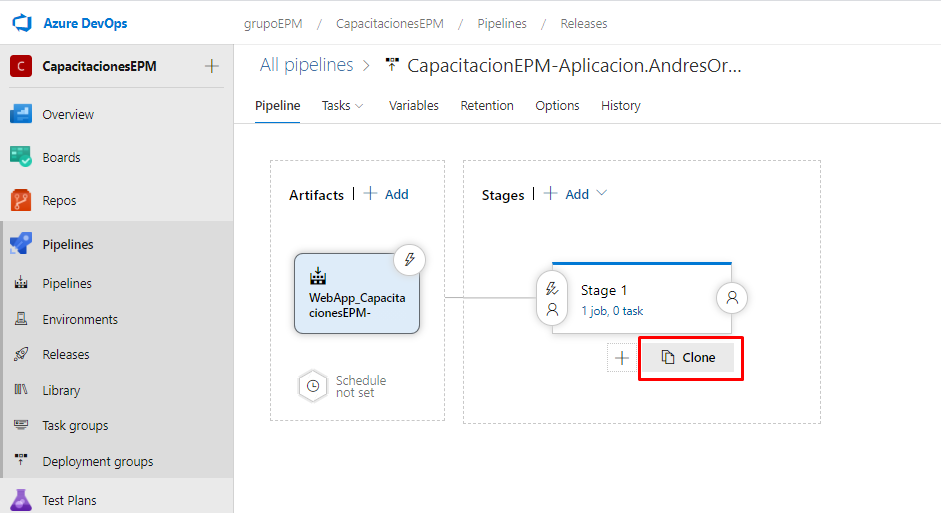 Azure DevOps
grupoEPM / CapacitacionesEPM / Pipelines / Releases
C CapacitacionesEPM
All pipelines > CapacitacionEPM-Aplicacion.AndresOr...
Pipeline Tasks Variables Retention Options History
Overview
Boards
Repos
Pipelines
Pipelines
Environments
Releases
Library
Task groups
Deployment groups
Test Plans
Artifacts | + Add
WebApp_Capacita
cionesEPM-
Schedule
not set
Stages | + Add
Stage 1
1 job, 0 task
+ Clone